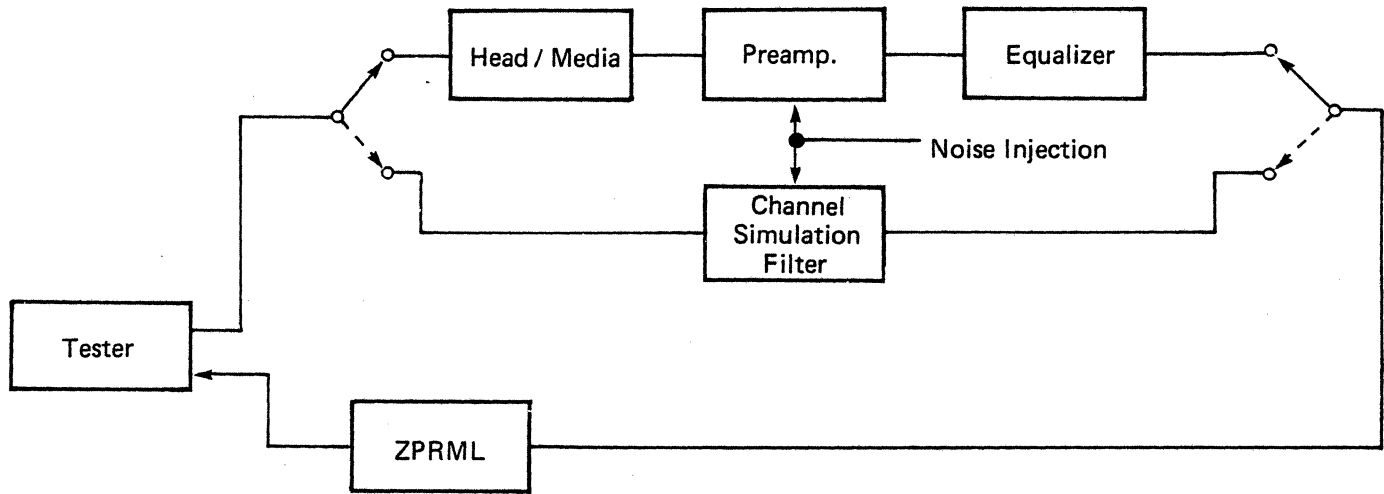 Head / Media
Preamp.
Equalizer
Noise Injection
Channel
Simulation
Filter
Tester
ZPRML